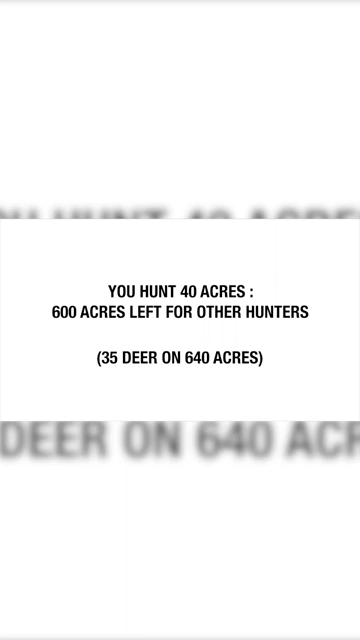 YOU HUNT 40 ACRES :
600 ACRES LEFT FOR OTHER HUNTERS
(35 DEER ON 640 ACRES)